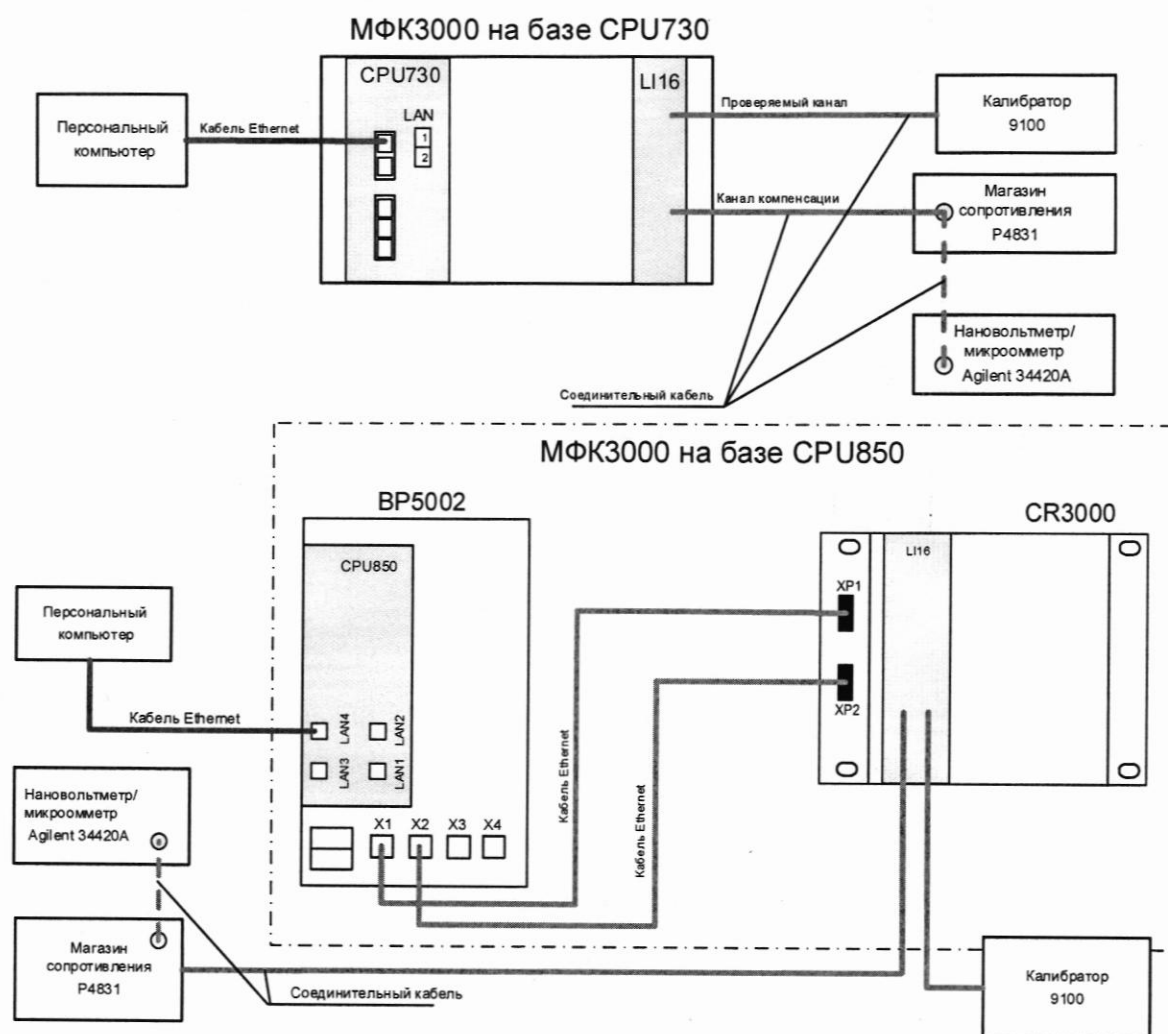 МФК3000 на базе CPU730
CPU730
LI16
LAN
1
2
Персональный
компьютер
Кабель Ethernet
Проверяемый канал
Калибратор
9100
Канал компенсации
Магазин
сопротивления
Р4831
Нановольтметр/
микроомметр
Agilent 34420A
Соединительный кабель
МФК3000 на базе CPU850
BP5002
CR3000
CPU850
LI16
XP1
XP2
Персональный
компьютер
Кабель Ethernet
LAN4
LAN2
LAN3
LAN1
X1
X2
X3
X4
Кабель Ethernet
Кабель Ethernet
Нановольтметр/
микроомметр
Agilent 34420A
Магазин
сопротивления
Р4831
Соединительный кабель
Калибратор
9100